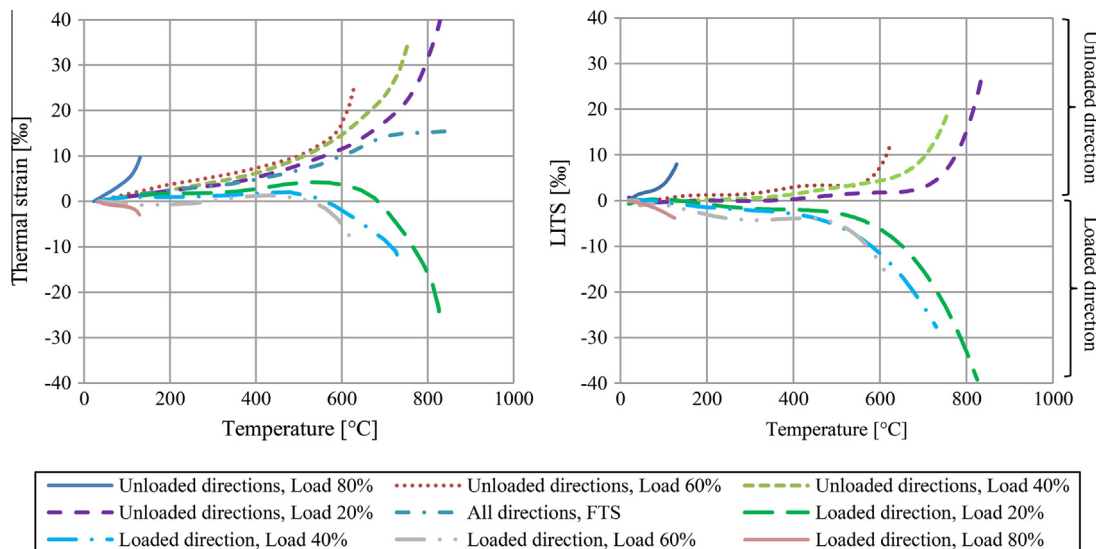 40
30
20
10
0
-10
-20
-30
-40
Thermal strain [‰]
0 200 400 600 800 1000
Temperature [°C]
40
30
20
10
0
-10
-20
-30
-40
LITS [‰]
0 200 400 600 800 1000
Temperature [°C]
Unloaded direction
Loaded direction
Unloaded directions, Load 80% Unloaded directions, Load 60% Unloaded directions, Load 40%
Unloaded directions, Load 20% All directions, FTS Loaded direction, Load 20%
Loaded direction, Load 40% Loaded direction, Load 60% Loaded direction, Load 80%